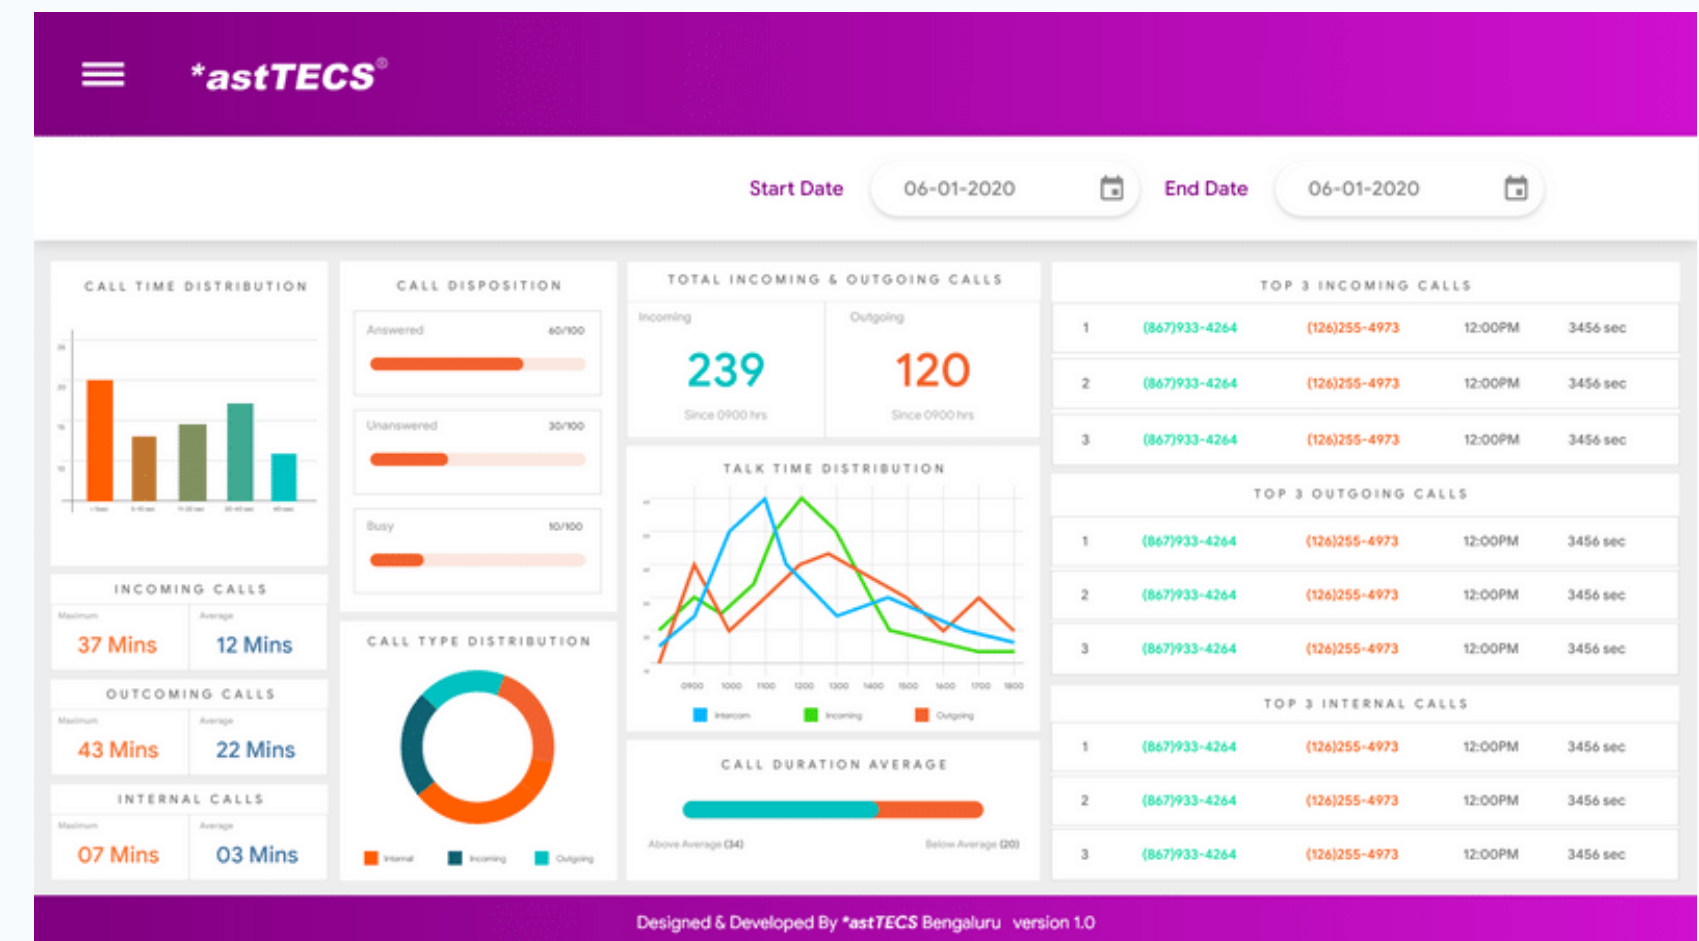 *astTECS®
Start Date 06-01-2020 End Date 06-01-2020
CALL TIME DISTRIBUTION
25
20
15
10
11-20 sec 20-40 sec
INCOMING CALLS
Maximum Average
37 Mins 12 Mins
OUTCOMING CALLS
Maximum Average
43 Mins 22 Mins
INTERNAL CALLS
Maximum Average
07 Mins 03 Mins
CALL DISPOSITION
Answered 60/100
Unanswered 30/100
Busy 10/100
CALL TYPE DISTRIBUTION
Internal Incoming Outgoing
TOTAL INCOMING & OUTGOING CALLS
Incoming Outgoing
239 120
Since 0900 hrs Since 0900 hrs
TALK TIME DISTRIBUTION
0900 1000 1100 1200 1300 1400 1500 1600 1700 1800
Intercom Incoming Outgoing
CALL DURATION AVERAGE
Above Average (34) Below Average (20)
TOP 3 INCOMING CALLS
1 (867)933-4264 (126)255-4973 12:00PM 3456 sec
2 (867)933-4264 (126)255-4973 12:00PM 3456 sec
3 (867)933-4264 (126)255-4973 12:00PM 3456 sec
TOP 3 OUTGOING CALLS
1 (867)933-4264 (126)255-4973 12:00PM 3456 sec
2 (867)933-4264 (126)255-4973 12:00PM 3456 sec
3 (867)933-4264 (126)255-4973 12:00PM 3456 sec
TOP 3 INTERNAL CALLS
1 (867)933-4264 (126)255-4973 12:00PM 3456 sec
2 (867)933-4264 (126)255-4973 12:00PM 3456 sec
3 (867)933-4264 (126)255-4973 12:00PM 3456 sec
Designed & Developed By *astTECS Bengaluru version 1.0